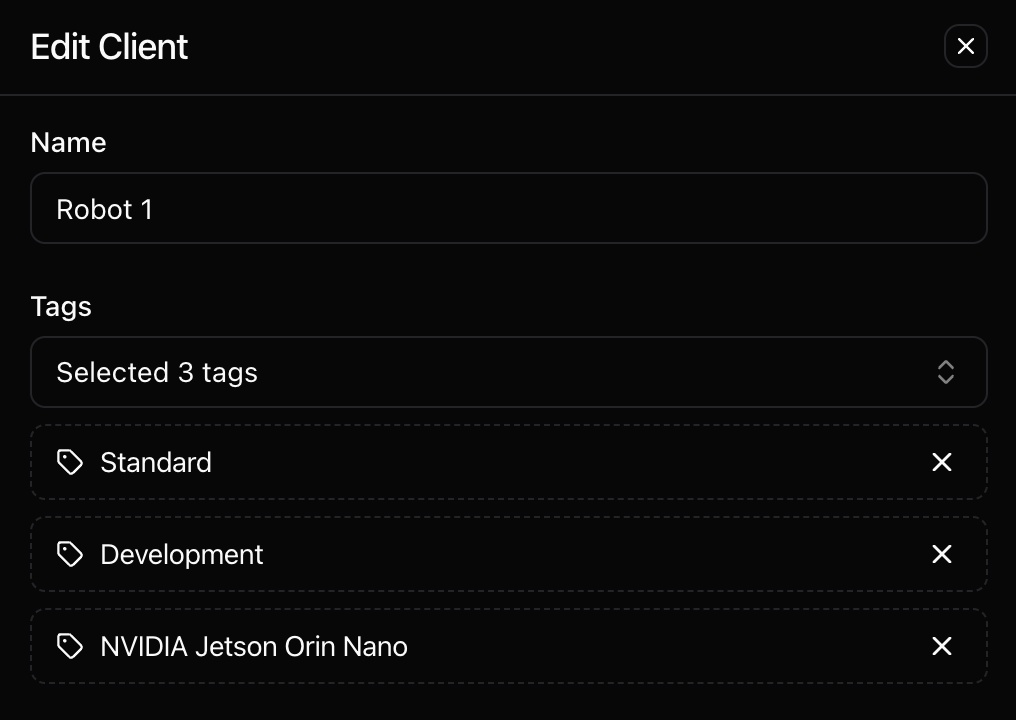 Edit Client
Name
Robot 1
Tags
Selected 3 tags
Standard
Development
NVIDIA Jetson Orin Nano